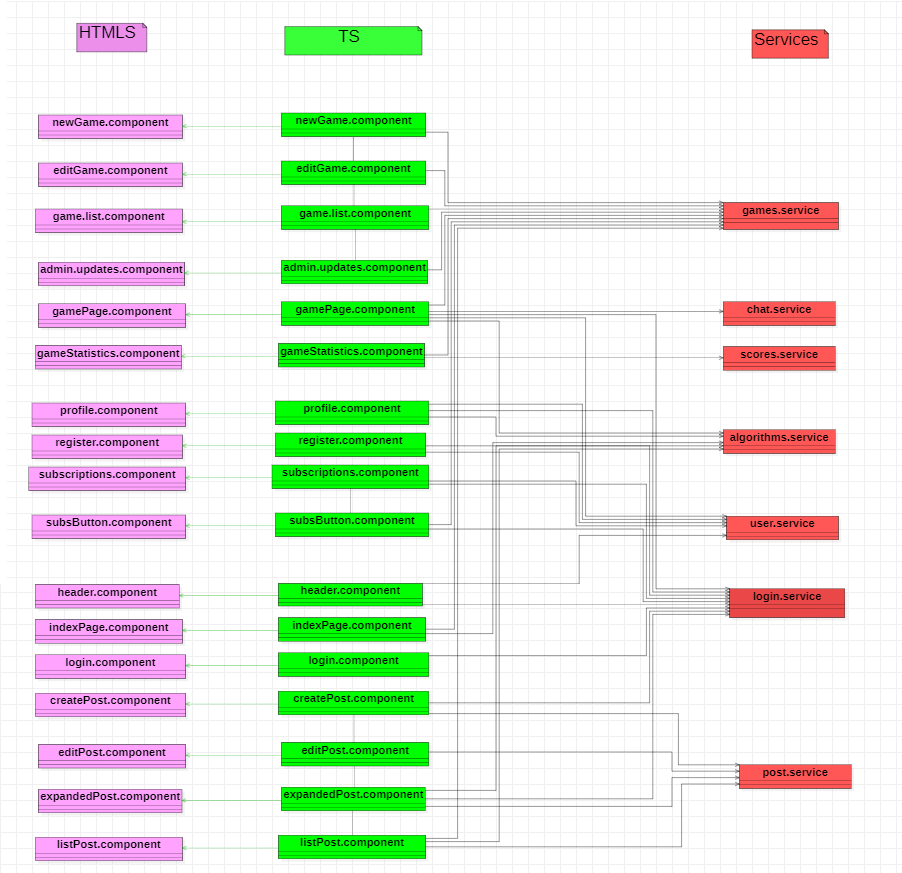 HTMLS
TS
Services
newGame.component
newGame.component
editGame.component
editGame.component
game.list.component
game.list.component
games.service
admin.updates.component
admin.updates.component
gamePage.component
gamePage.component
chat.service
gameStatistics.component
gameStatistics.component
scores.service
profile.component
profile.component
register.component
register.component
algorithms.service
subscriptions.component
subscriptions.component
subsButton.component
subsButton.component
user.service
header.component
header.component
login.service
indexPage.component
indexPage.component
login.component
login.component
createPost.component
createPost.component
editPost.component
editPost.component
post.service
expandedPost.component
expandedPost.component
listPost.component
listPost.component